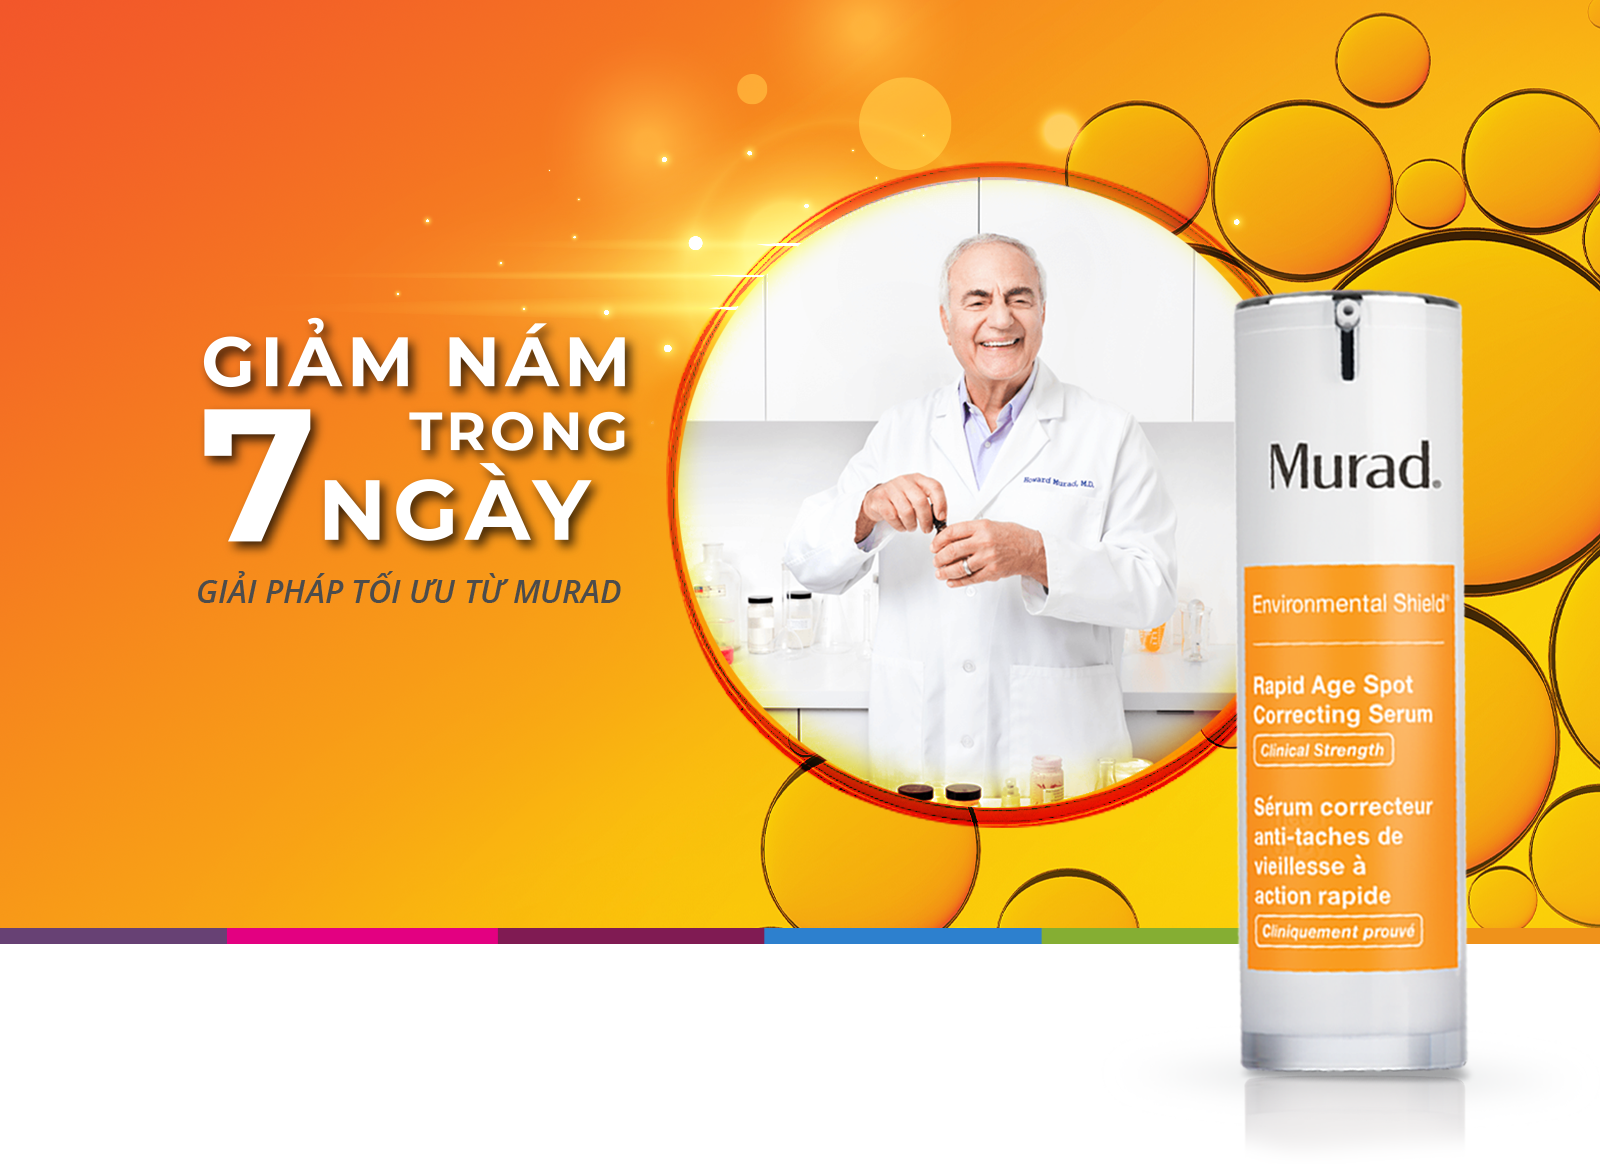 GIẢM NÁM
7 TRONG
NGÀY
GIẢI PHÁP TỐI ƯU TỪ MURAD
Howard Murad, M.D.
Murad®
Environmental Shield®
Rapid Age Spot
Correcting Serum
Clinical Strength
Sérum correcteur
anti-taches de
vieillesse à
action rapide
Cliniquement prouvé